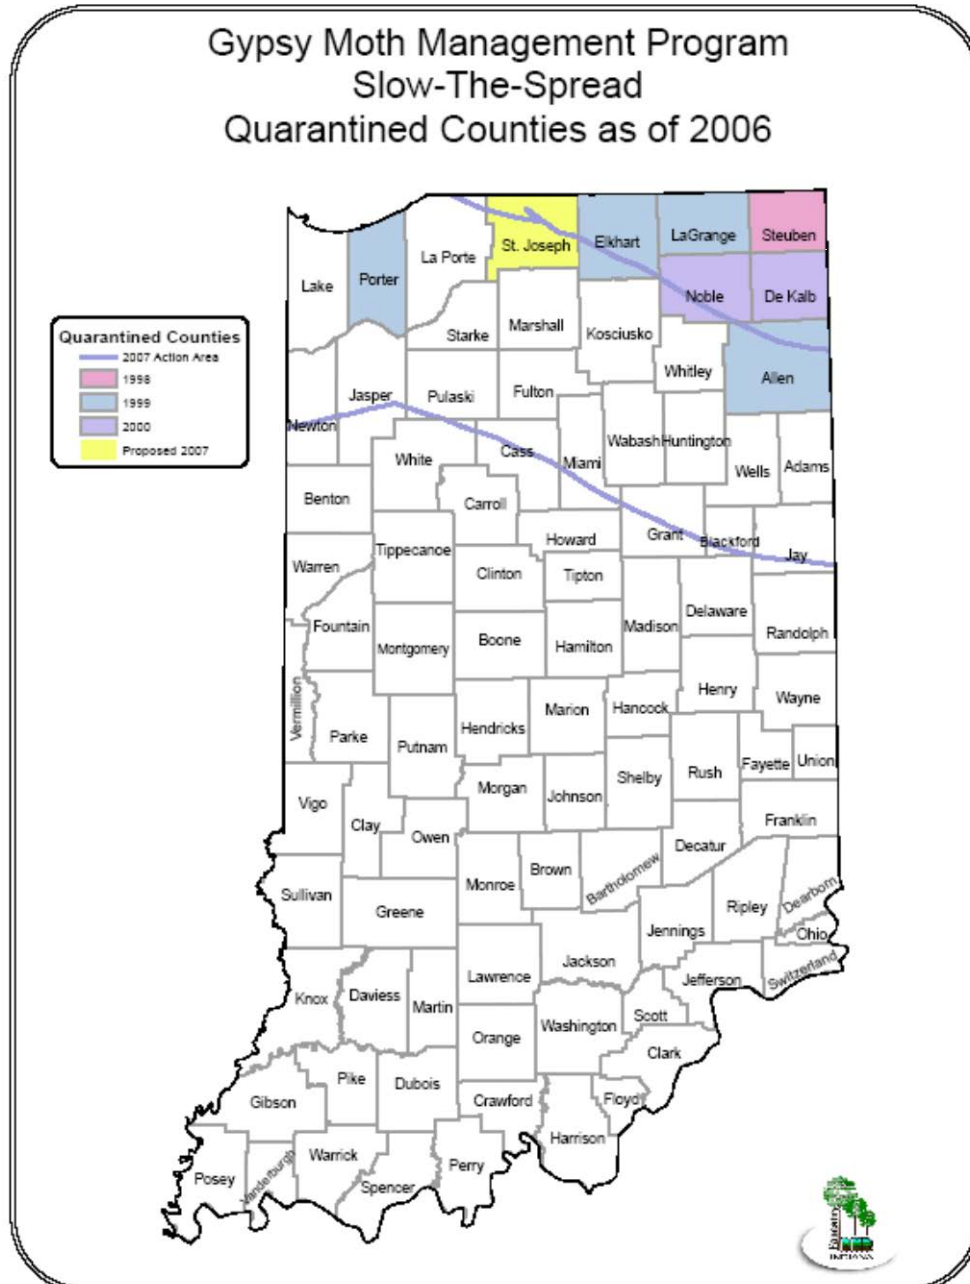 Gypsy Moth Management Program
Slow-The-Spread
Quarantined Counties as of 2006
Quarantined Counties
2007 Action Area
1998
1999
2000
Proposed 2007
Lake
Porter
La Porte
St. Joseph
Elkhart
LaGrange
Steuben
Noble
De Kalb
Starke
Marshall
Kosciusko
Whitley
Allen
Newton
Jasper
Pulaski
Fulton
White
Cass
Miami
Wabash
Huntington
Wells
Adams
Benton
Carroll
Howard
Grant
Blackford
Jay
Warren
Tippecanoe
Clinton
Tipton
Fountain
Montgomery
Boone
Hamilton
Madison
Delaware
Randolph
Vermillion
Parke
Putnam
Hendricks
Marion
Hancock
Henry
Wayne
Morgan
Johnson
Shelby
Rush
Fayette
Union
Vigo
Clay
Owen
Decatur
Franklin
Sullivan
Greene
Monroe
Brown
Bartholomew
Jennings
Ripley
Dearborn
Ohio
Switzerland
Knox
Daviess
Martin
Lawrence
Jackson
Jefferson
Scott
Orange
Washington
Clark
Gibson
Pike
Dubois
Crawford
Floyd
Harrison
Posey
Vandelburgh
Warrick
Spencer
Perry
INDIANA